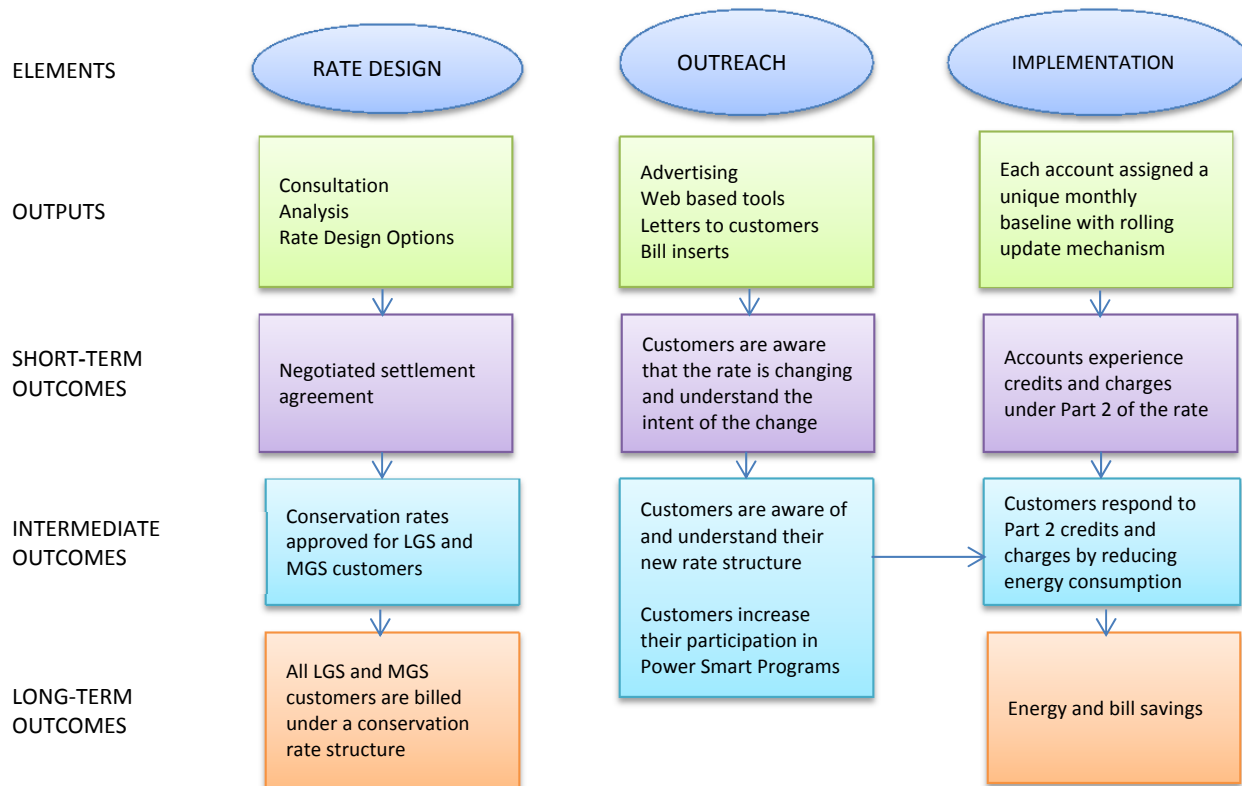 ELEMENTS
RATE DESIGN
OUTREACH
IMPLEMENTATION
OUTPUTS
Consultation
Analysis
Rate Design Options
Advertising
Web based tools
Letters to customers
Bill inserts
Each account assigned a
unique monthly
baseline with rolling
update mechanism
SHORT-TERM
OUTCOMES
Negotiated settlement
agreement
Customers are aware
that the rate is changing
and understand the
intent of the change
Accounts experience
credits and charges
under Part 2 of the rate
INTERMEDIATE
OUTCOMES
Conservation rates
approved for LGS and
MGS customers
Customers are aware of
and understand their
new rate structure
Customers increase
their participation in
Power Smart Programs
Customers respond to
Part 2 credits and
charges by reducing
energy consumption
LONG-TERM
OUTCOMES
All LGS and MGS
customers are billed
under a conservation
rate structure
Energy and bill savings